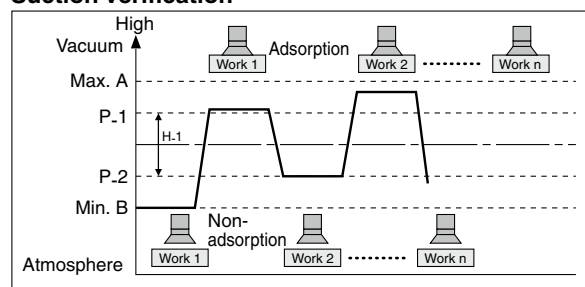 Suction verification
High
Vacuum
Adsorption
Work 1
Work 2
Work n
Max. A
P-1
H-1
P-2
Min. B
Non-
adsorption
Work 1
Work 2
Work n
Atmosphere